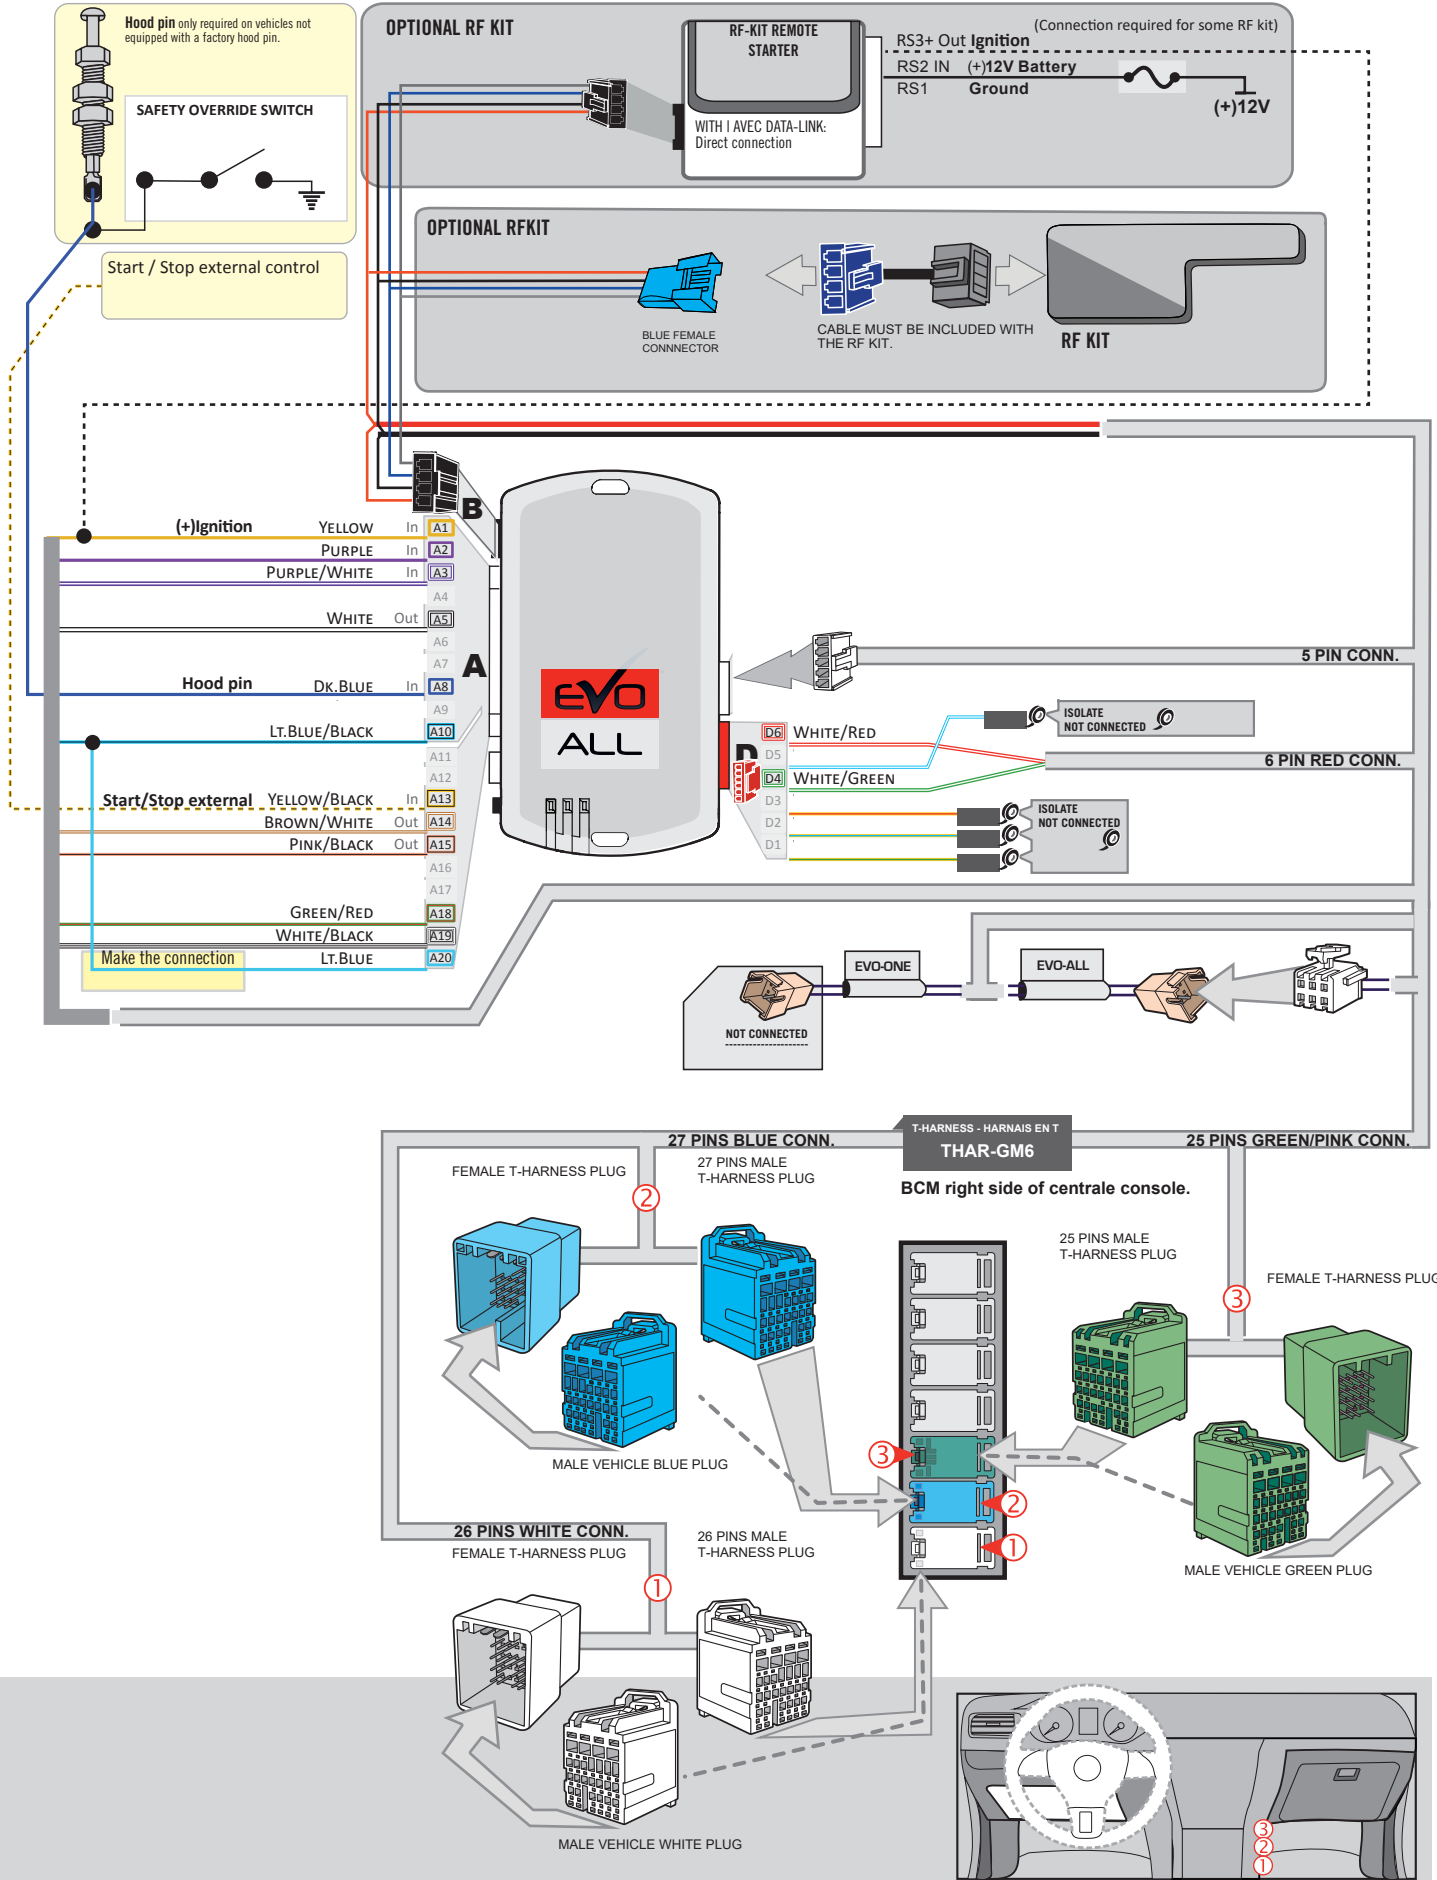 Hood pin only required on vehicles not
equipped with a factory hood pin.
SAFETY OVERRIDE SWITCH
Start / Stop external control
OPTIONAL RF KIT
RF-KIT REMOTE
STARTER
WITH | AVEC DATA-LINK:
Direct connection
(Connection required for some RF kit)
RS3+ Out Ignition
RS2 IN (+)12V Battery
RS1 Ground
(+)12V
OPTIONAL RFKIT
BLUE FEMALE
CONNNECTOR
CABLE MUST BE INCLUDED WITH
THE RF KIT.
RF KIT
B
(+)Ignition YELLOW In A1
PURPLE In A2
PURPLE/WHITE In A3
A4
WHITE Out A5
A6
A7
A
Hood pin DK.BLUE In A8
A9
LT.BLUE/BLACK A10
A11
A12
Start/Stop external YELLOW/BLACK In A13
BROWN/WHITE Out A14
PINK/BLACK Out A15
A16
A17
GREEN/RED A18
WHITE/BLACK A19
Make the connection LT.BLUE A20
EVO
ALL
5 PIN CONN.
D
D6 WHITE/RED
D5
D4 WHITE/GREEN
D3
D2
D1
ISOLATE
NOT CONNECTED
6 PIN RED CONN.
ISOLATE
NOT CONNECTED
EVO-ONE
EVO-ALL
NOT CONNECTED
T-HARNESS - HARNAIS EN T
THAR-GM6
27 PINS BLUE CONN.
25 PINS GREEN/PINK CONN.
FEMALE T-HARNESS PLUG
2
27 PINS MALE
T-HARNESS PLUG
BCM right side of centrale console.
25 PINS MALE
T-HARNESS PLUG
FEMALE T-HARNESS PLUG
3
MALE VEHICLE BLUE PLUG
3
2
1
MALE VEHICLE GREEN PLUG
26 PINS WHITE CONN.
FEMALE T-HARNESS PLUG
1
26 PINS MALE
T-HARNESS PLUG
MALE VEHICLE WHITE PLUG
3
2
1